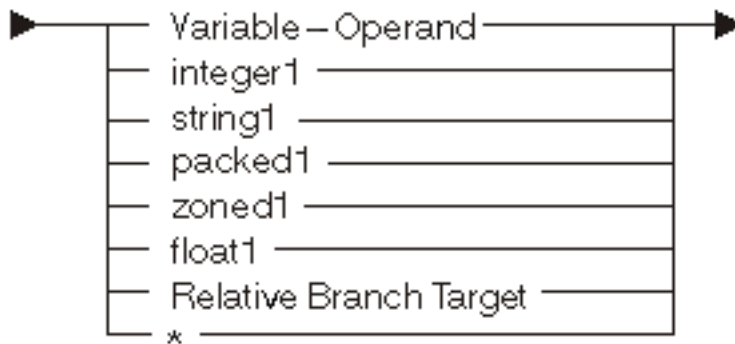 Variable – Operand
integer1
string1
packed1
zoned1
float1
Relative Branch Target
*